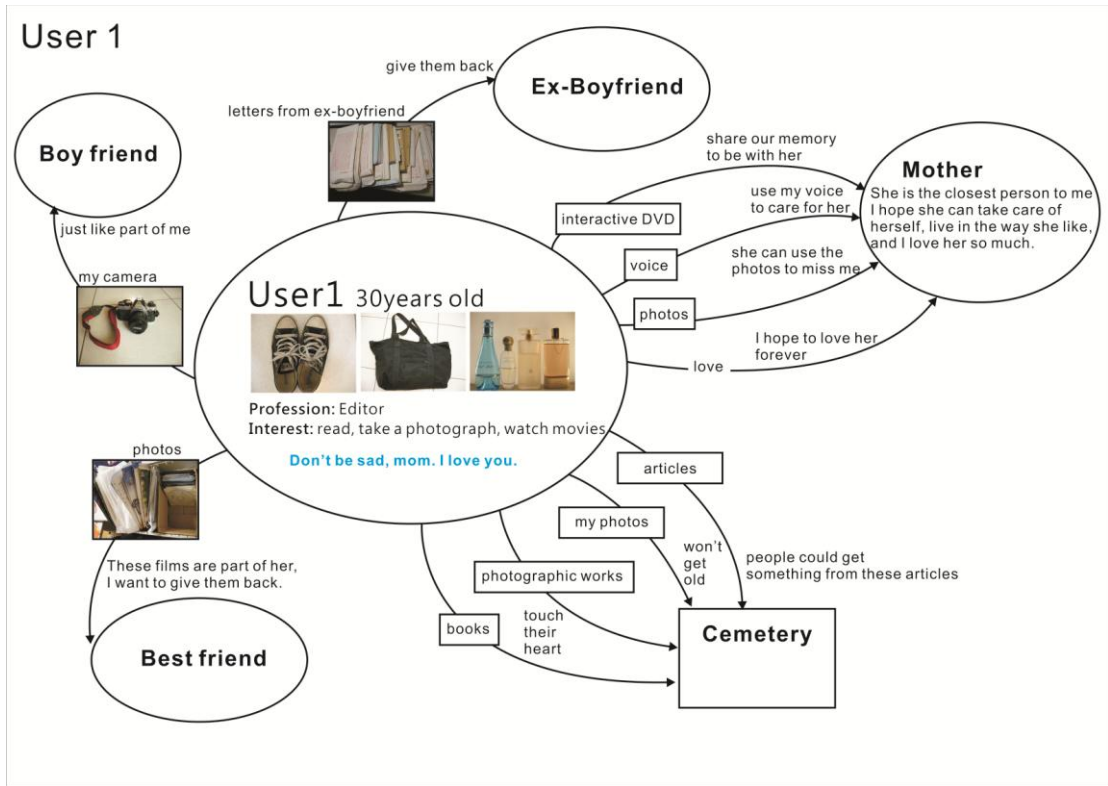 User 1
give them back
Ex-Boyfriend
letters from ex-boyfriend
Boy friend
just like part of me
my camera
share our memory
to be with her
interactive DVD
use my voice
to care for her
voice
she can use the
photos to miss me
photos
I hope to love her
forever
love
Mother
She is the closest person to me
I hope she can take care of
herself, live in the way she like,
and I love her so much.
User1 30years old
Profession: Editor
Interest: read, take a photograph, watch movies
Don't be sad, mom. I love you.
photos
These films are part of her,
I want to give them back.
Best friend
articles
people could get
something from these articles
my photos
won't
get
old
photographic works
touch
their
heart
books
Cemetery